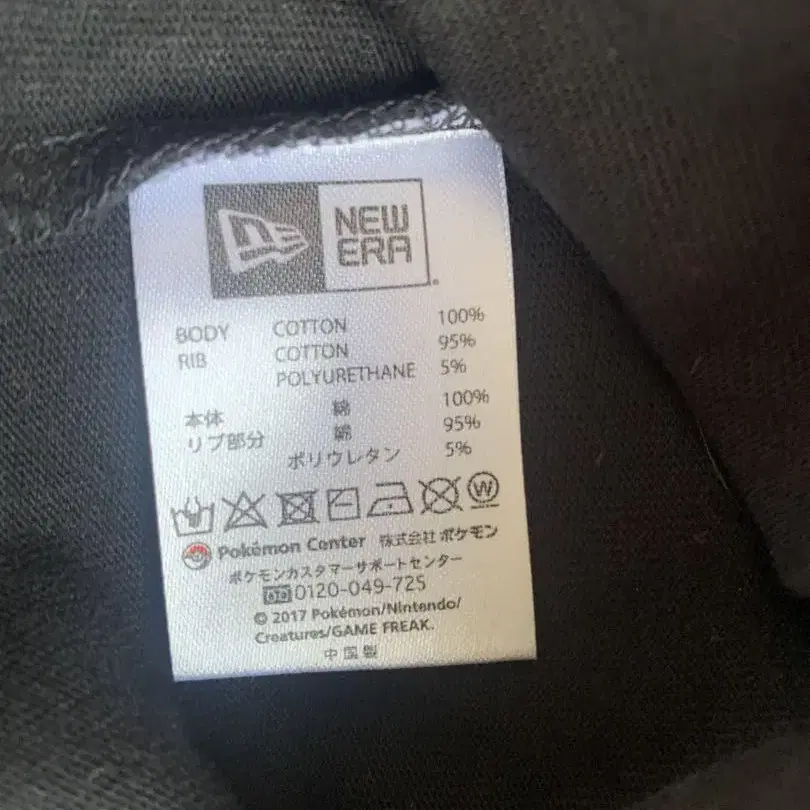 NEW
ERA
BODY COTTON 100%
RIB COTTON 95%
POLYURETHANE 5%
本体 綿 100%
リブ部分 綿 95%
ポリウレタン 5%
W
Pokémon Center 株式会社ポケモン
ポケモンカスタマーサポートセンター
0120-049-725
© 2017 Pokémon/Nintendo/
Creatures/GAME FREAK.
中国製